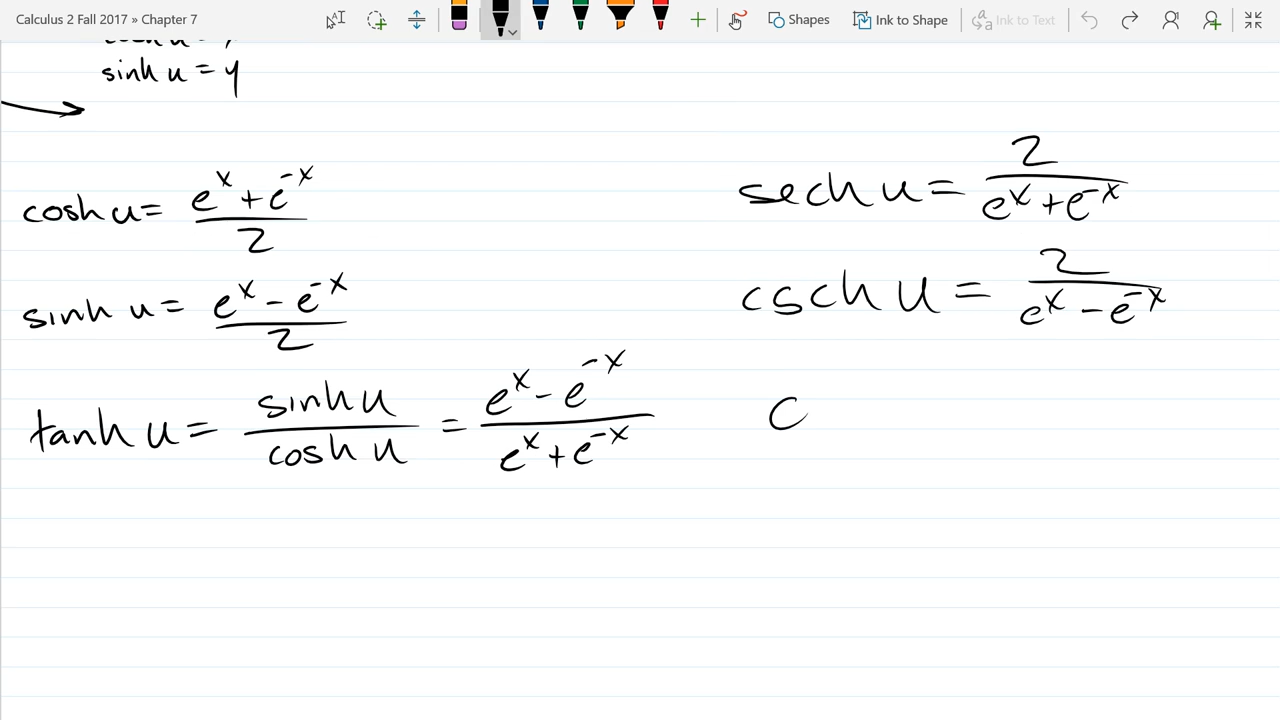 Calculus 2 Fall 2017 » Chapter 7
Shapes
Ink to Shape
Ink to Text
cosh u =
sinh u = y
cosh u = (e^x + e^-x)/2
sinh u = (e^x - e^-x)/2
tanh u = sinh u/cosh u = (e^x - e^-x)/(e^x + e^-x)
sech u = 2/(e^x + e^-x)
csch u = 2/(e^x - e^-x)
C